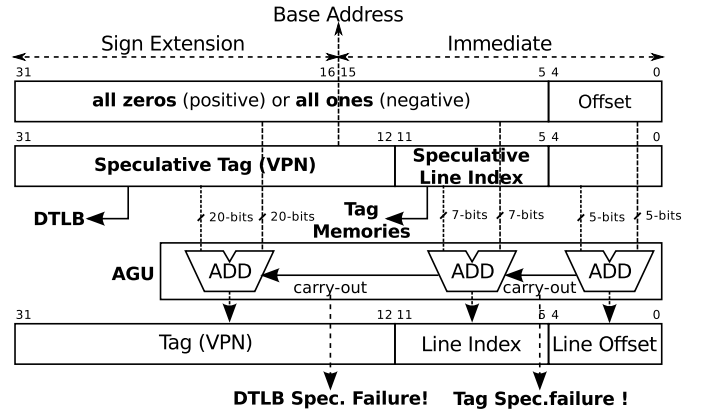 Base Address
Sign Extension
Immediate
31 16 15 5 4 0
all zeros (positive) or all ones (negative)
Offset
31 12 11 5 4 0
Speculative Tag (VPN)
Speculative
Line Index
DTLB
20-bits
20-bits
Tag
Memories
7-bits
7-bits
5-bits
5-bits
AGU
ADD
ADD
ADD
carry-out
carry-out
31 12 11 5 4 0
Tag (VPN)
Line Index
Line Offset
DTLB Spec. Failure!
Tag Spec.failure !